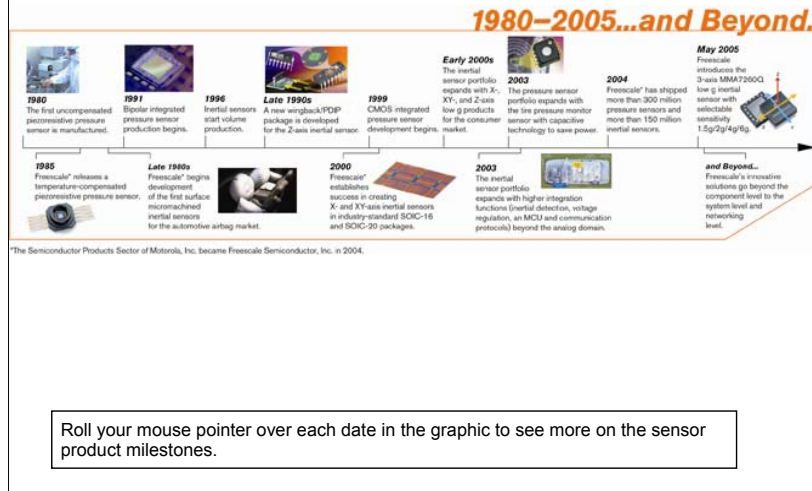 1980–2005...and Beyond.
1980
The first uncompensated
piezoresistive pressure
sensor is manufactured.
1991
Bipolar integrated
pressure sensor
production begins.
1996
Inertial sensors
start volume
production.
Late 1990s
A new wingback/PDIP
package is developed
for the Z-axis inertial sensor.
1999
CMOS integrated
pressure sensor
development begins.
Early 2000s
The inertial
sensor portfolio
expands with X-,
XY-, and Z-axis
low g products
for the consumer
market.
2003
The pressure sensor
portfolio expands with
the tire pressure monitor
sensor with capacitive
technology to save power.
2004
Freescale* has shipped
more than 300 million
pressure sensors and
more than 150 million
inertial sensors.
May 2005
Freescale
introduces the
3-axis MMA7260Q
low g inertial
sensor with
selectable
sensitivity
1.5g/2g/4g/6g.
1985
Freescale* releases a
temperature-compensated
piezoresistive pressure sensor.
Late 1980s
Freescale* begins
development
of the first surface
micromachined
inertial sensors
for the automotive airbag market.
2000
Freescale*
establishes
success in creating
X- and XY-axis inertial sensors
in industry-standard SOIC-16
and SOIC-20 packages.
2003
The inertial
sensor portfolio
expands with higher integration
functions (inertial detection, voltage
regulation, an MCU and communication
protocols) beyond the analog domain.
and Beyond...
Freescale's innovative
solutions go beyond the
component level to the
system level and
networking
level.
*The Semiconductor Products Sector of Motorola, Inc. became Freescale Semiconductor, Inc. in 2004.
Roll your mouse pointer over each date in the graphic to see more on the sensor
product milestones.